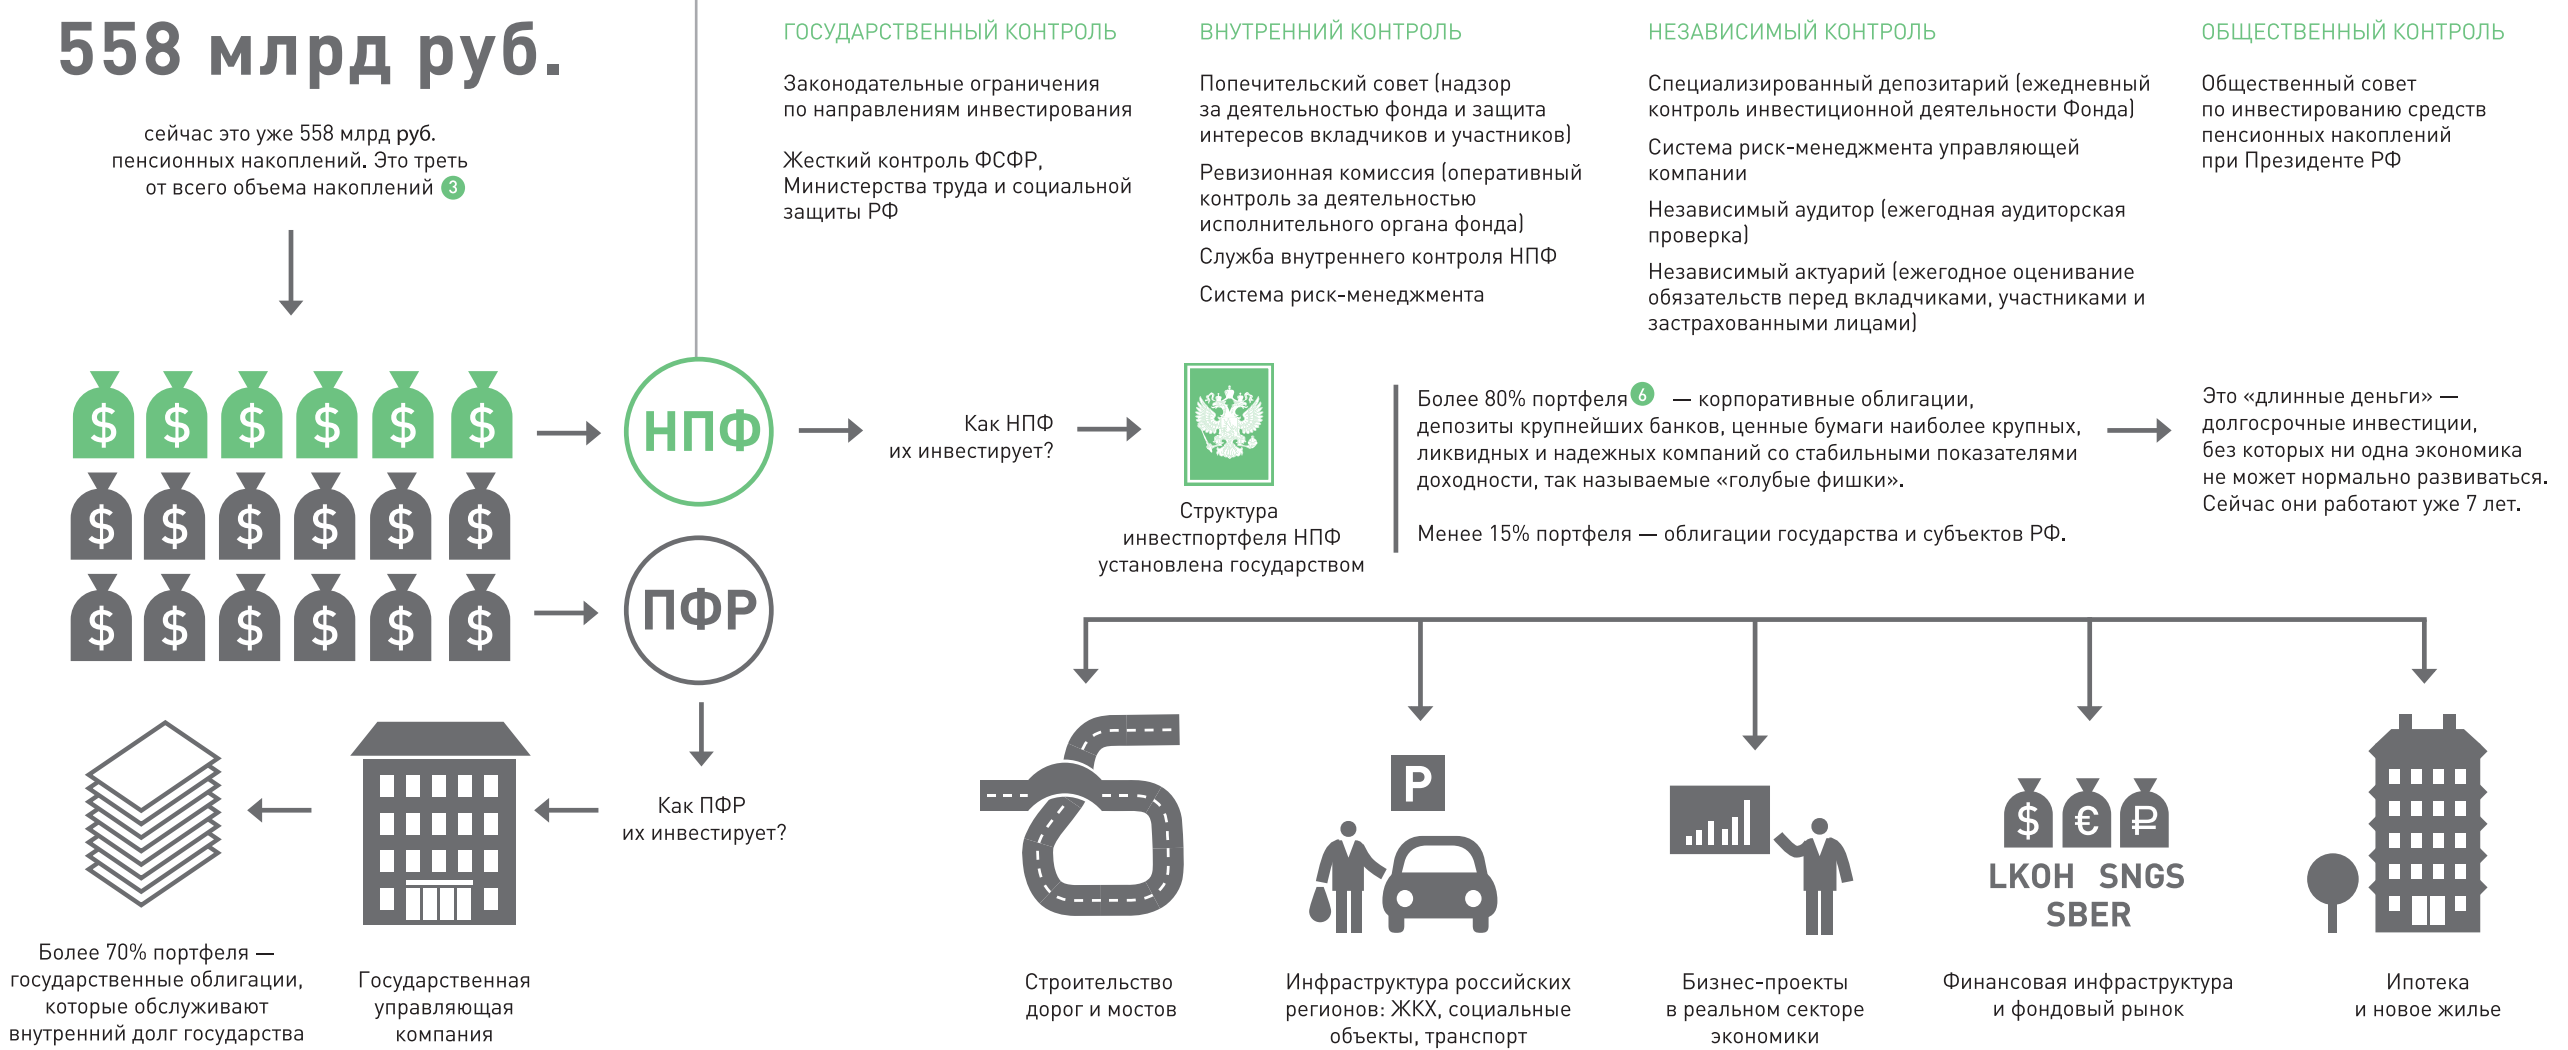 558 млрд руб.
сейчас это уже 558 млрд руб.
пенсионных накоплений. Это треть
от всего объема накоплений 3
ГОСУДАРСТВЕННЫЙ КОНТРОЛЬ
Законодательные ограничения
по направлениям инвестирования
Жесткий контроль ФСФР,
Министерства труда и социальной
защиты РФ
ВНУТРЕННИЙ КОНТРОЛЬ
Попечительский совет (надзор
за деятельностью фонда и защита
интересов вкладчиков и участников)
Ревизионная комиссия (оперативный
контроль за деятельностью
исполнительного органа фонда)
Служба внутреннего контроля НПФ
Система риск-менеджмента
НЕЗАВИСИМЫЙ КОНТРОЛЬ
Специализированный депозитарий (ежедневный
контроль инвестиционной деятельности Фонда)
Система риск-менеджмента управляющей
компании
Независимый аудитор (ежегодная аудиторская
проверка)
Независимый актуарий (ежегодное оценивание
обязательств перед вкладчиками, участниками и
застрахованными лицами)
ОБЩЕСТВЕННЫЙ КОНТРОЛЬ
Общественный совет
по инвестированию средств
пенсионных накоплений
при Президенте РФ
$ $ $ $ $ $
$ $ $ $ $ $
$ $ $ $ $ $
НПФ
Как НПФ
их инвестирует?
Структура
инвестпортфеля НПФ
установлена государством
Более 80% портфеля 6 — корпоративные облигации,
депозиты крупнейших банков, ценные бумаги наиболее крупных,
ликвидных и надежных компаний со стабильными показателями
доходности, так называемые «голубые фишки».
Менее 15% портфеля — облигации государства и субъектов РФ.
Это «длинные деньги» —
долгосрочные инвестиции,
без которых ни одна экономика
не может нормально развиваться.
Сейчас они работают уже 7 лет.
ПФР
Как ПФР
их инвестирует?
Государственная
управляющая
компания
Более 70% портфеля —
государственные облигации,
которые обслуживают
внутренний долг государства
Строительство
дорог и мостов
P
Инфраструктура российских
регионов: ЖКХ, социальные
объекты, транспорт
Бизнес-проекты
в реальном секторе
экономики
$ € ₽
LKOH SNGS
SBER
Финансовая инфраструктура
и фондовый рынок
Ипотека
и новое жилье